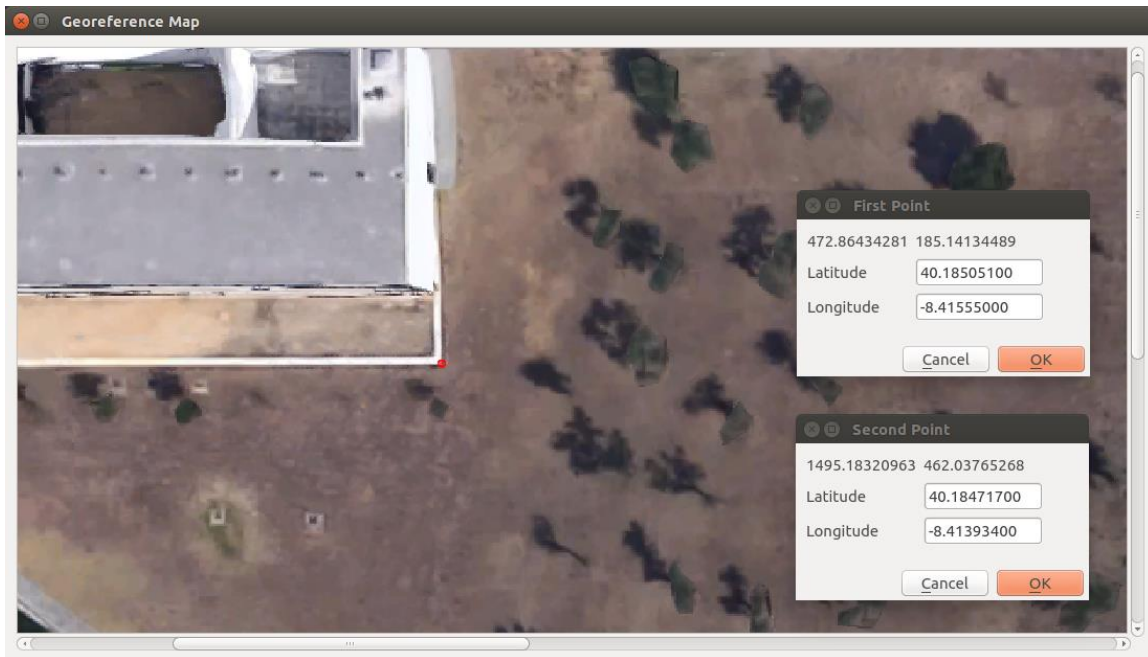 Georeference Map
First Point
472.86434281 185.14134489
Latitude 40.18505100
Longitude -8.41555000
Cancel OK
Second Point
1495.18320963 462.03765268
Latitude 40.18471700
Longitude -8.41393400
Cancel OK